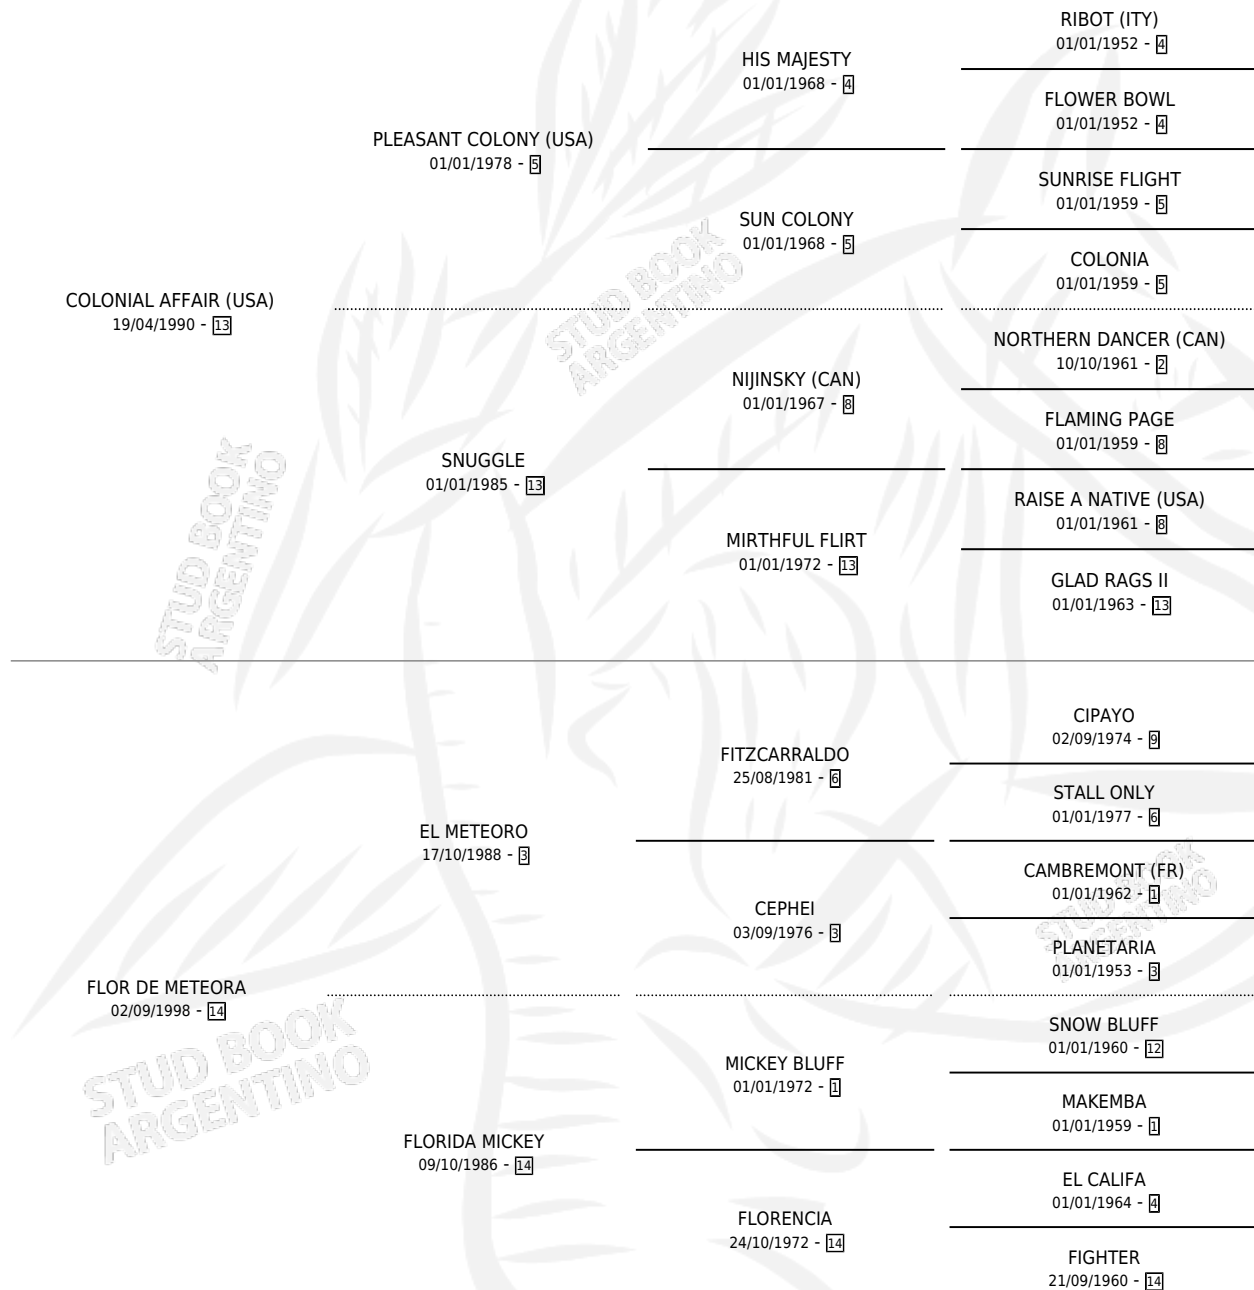 RIBOT (ITY)
01/01/1952 - 4
HIS MAJESTY
01/01/1968 - 4
FLOWER BOWL
01/01/1952 - 4
PLEASANT COLONY (USA)
01/01/1978 - 5
SUNRISE FLIGHT
01/01/1959 - 5
SUN COLONY
01/01/1968 - 5
COLONIA
01/01/1959 - 5
COLONIAL AFFAIR (USA)
19/04/1990 - 13
STUD BOOK
ARGENTINO
NORTHERN DANCER (CAN)
10/10/1961 - 2
NIJINSKY (CAN)
01/01/1967 - 8
FLAMING PAGE
01/01/1959 - 8
SNUGGLE
01/01/1985 - 13
RAISE A NATIVE (USA)
01/01/1961 - 8
MIRTHFUL FLIRT
01/01/1972 - 13
GLAD RAGS II
01/01/1963 - 13
STUD BOOK
ARGENTINO
CIPAYO
02/09/1974 - 9
FITZCARRALDO
25/08/1981 - 6
STALL ONLY
01/01/1977 - 6
EL METEORO
17/10/1988 - 3
CAMBREMONT (FR)
01/01/1962 - 1
CEPHEI
03/09/1976 - 3
STUD BOOK
ARGENTINO
PLANETARIA
01/01/1953 - 3
FLOR DE METEORA
02/09/1998 - 14
SNOW BLUFF
01/01/1960 - 12
MICKEY BLUFF
01/01/1972 - 1
STUD BOOK
ARGENTINO
MAKEMBA
01/01/1959 - 1
FLORIDA MICKEY
09/10/1986 - 14
EL CALIFA
01/01/1964 - 4
FLORENCIA
24/10/1972 - 14
FIGHTER
21/09/1960 - 14